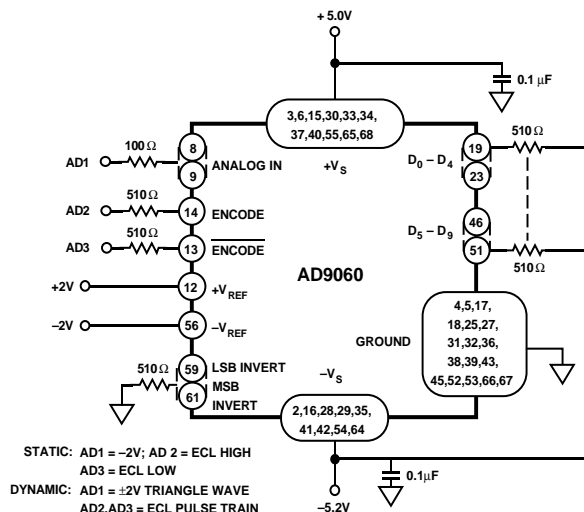 + 5.0V
0.1 μF
3,6,15,30,33,34,
37,40,55,65,68
+VS
AD1
100Ω
8
9
ANALOG IN
AD2
510Ω
14
ENCODE
AD3
510Ω
13
ENCODE
+2V
12
+VREF
–2V
56
–VREF
510Ω
59
LSB INVERT
61
MSB
INVERT
AD9060
D0 – D4
19
23
510Ω
D5 – D9
46
51
510Ω
GROUND
4,5,17,
18,25,27,
31,32,36,
38,39,43,
45,52,53,66,67
–VS
2,16,28,29,35,
41,42,54,64
0.1μF
–5.2V
STATIC: AD1 = –2V; AD 2 = ECL HIGH
AD3 = ECL LOW
DYNAMIC: AD1 = ±2V TRIANGLE WAVE
AD2,AD3 = ECL PULSE TRAIN